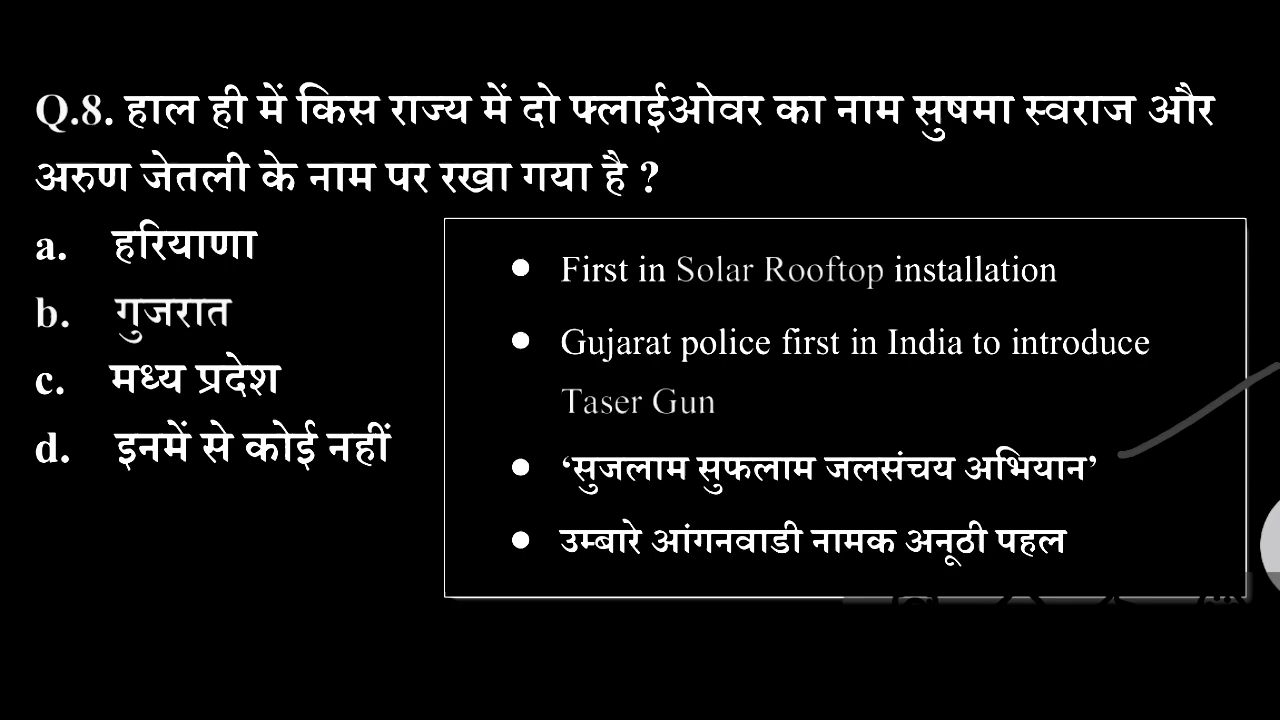 Q.8. हाल ही में किस राज्य में दो फ्लाईओवर का नाम सुषमा स्वराज और
अरुण जेतली के नाम पर रखा गया है ?
a. हरियाणा
b. गुजरात
c. मध्य प्रदेश
d. इनमें से कोई नहीं
● First in Solar Rooftop installation
● Gujarat police first in India to introduce
Taser Gun
● ‘सुजलाम सुफलाम जलसंचय अभियान’
● उम्बारे आंगनवाडी नामक अनूठी पहल